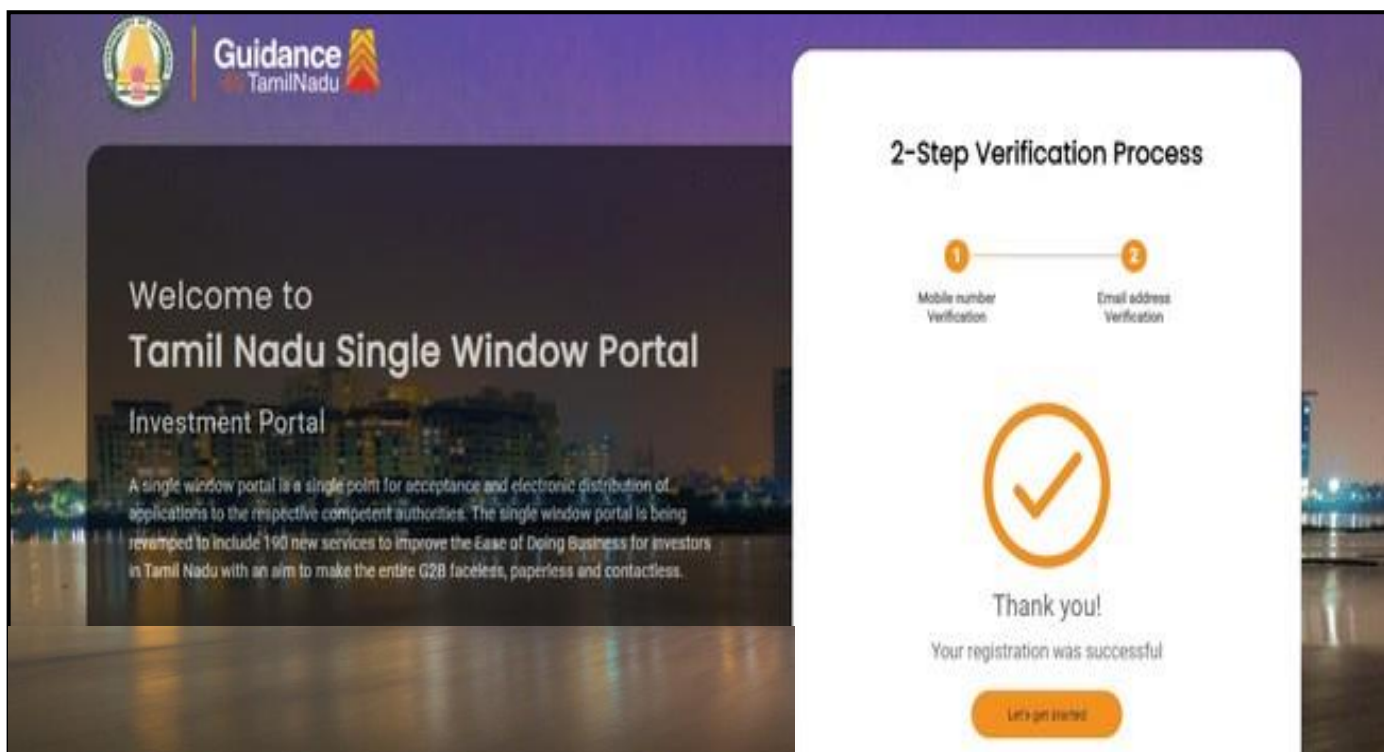 Guidance
TamilNadu
Welcome to
Tamil Nadu Single Window Portal
Investment Portal
A single window portal is a single point for acceptance and electronic distribution of
applications to the respective competent authorities. The single window portal is being
revamped to include 190 new services to improve the Ease of Doing Business for investors
in Tamil Nadu with an aim to make the entire G2B faceless, paperless and contactless.
2-Step Verification Process
1
2
Mobile number
Verification
Email address
Verification
Thank you!
Your registration was successful
Let's get started